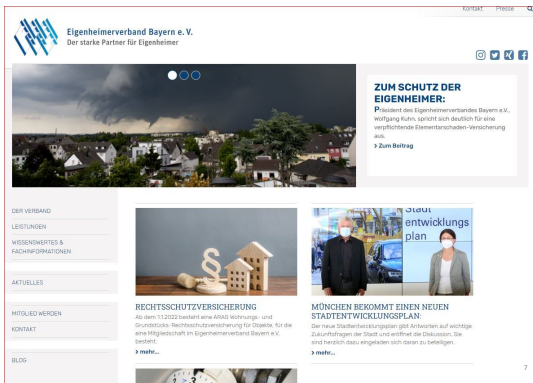 Kontakt Presse
Eigenheimerverband Bayern e. V.
Der starke Partner für Eigenheimer
ZUM SCHUTZ DER
EIGENHEIMER:
Präsident des Eigenheimerverbandes Bayern e.V.,
Wolfgang Kuhn, spricht sich deutlich für eine
verpflichtende Elementarschaden-Versicherung
aus.
> Zum Beitrag
DER VERBAND
LEISTUNGEN
WISSENSWERTES &
FACHINFORMATIONEN
AKTUELLES
MITGLIED WERDEN
KONTAKT
BLOG
§
RECHTSSCHUTZVERSICHERUNG
Ab dem 1.1.2022 besteht eine ARAG Wohnungs- und
Grundstücks-Rechtsschutzversicherung für Objekte, für die
eine Mitgliedschaft im Eigenheimerverband Bayern e.V.
besteht.
> mehr...
Stadt
entwicklungs
plan
MÜNCHEN BEKOMMT EINEN NEUEN
STADTENTWICKLUNGSPLAN:
Der neue Stadtentwicklungsplan gibt Antworten auf wichtige
Zukunftsfragen der Stadt und eröffnet die Diskussion. Sie
sind herzlich dazu eingeladen sich daran zu beteiligen.
> mehr...
7